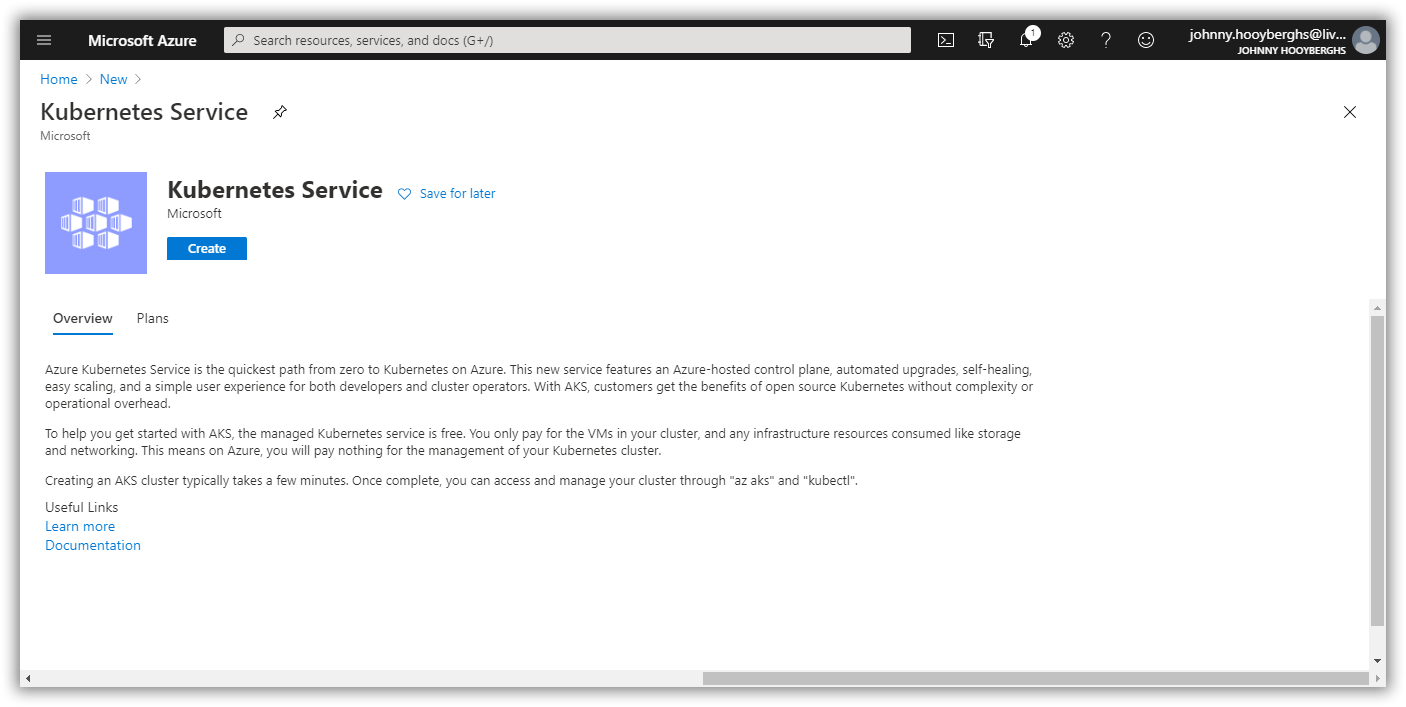 Microsoft Azure
Search resources, services, and docs (G+/)
1
johnny.hooyberghs@liv...
JOHNNY HOOYBERGHS
Home > New >
Kubernetes Service
Microsoft
Kubernetes Service
Save for later
Microsoft
Create
Overview
Plans
Azure Kubernetes Service is the quickest path from zero to Kubernetes on Azure. This new service features an Azure-hosted control plane, automated upgrades, self-healing,
easy scaling, and a simple user experience for both developers and cluster operators. With AKS, customers get the benefits of open source Kubernetes without complexity or
operational overhead.
To help you get started with AKS, the managed Kubernetes service is free. You only pay for the VMs in your cluster, and any infrastructure resources consumed like storage
and networking. This means on Azure, you will pay nothing for the management of your Kubernetes cluster.
Creating an AKS cluster typically takes a few minutes. Once complete, you can access and manage your cluster through "az aks" and "kubectl".
Useful Links
Learn more
Documentation